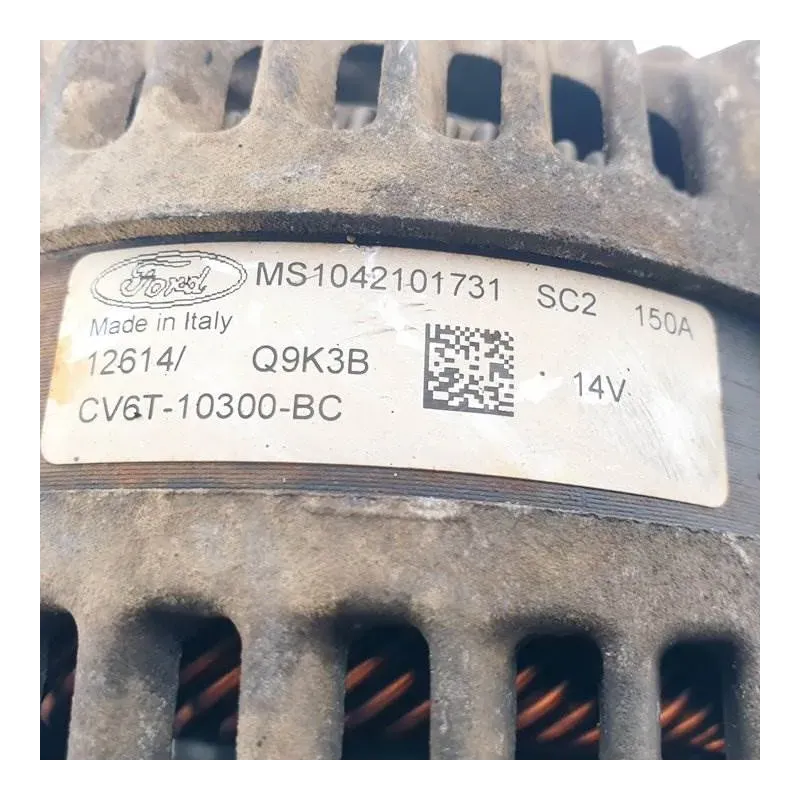 Ford MS1042101731 SC2 150A
Made in Italy
12614/ Q9K3B 14V
CV6T-10300-BC